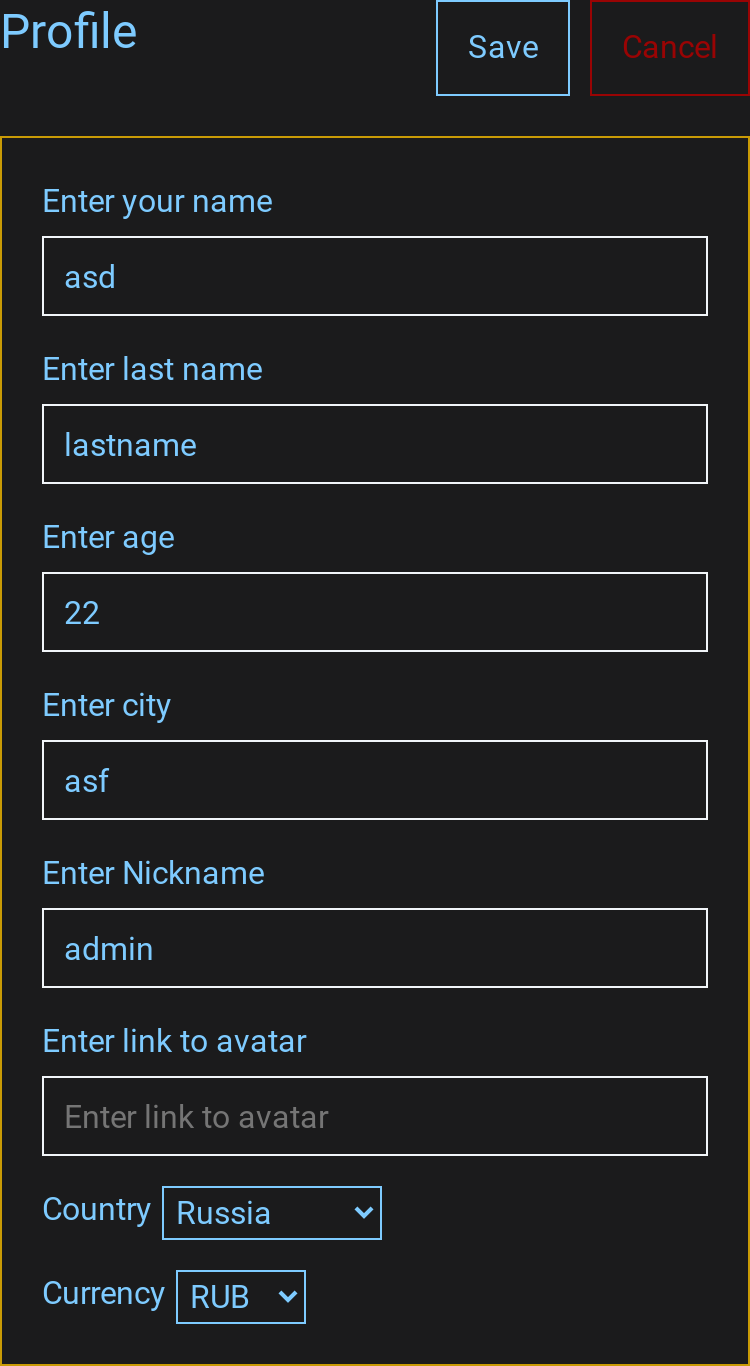 Profile
Save
Cancel
Enter your name
asd
Enter last name
lastname
Enter age
22
Enter city
asf
Enter Nickname
admin
Enter link to avatar
Enter link to avatar
Country Russia
Currency RUB